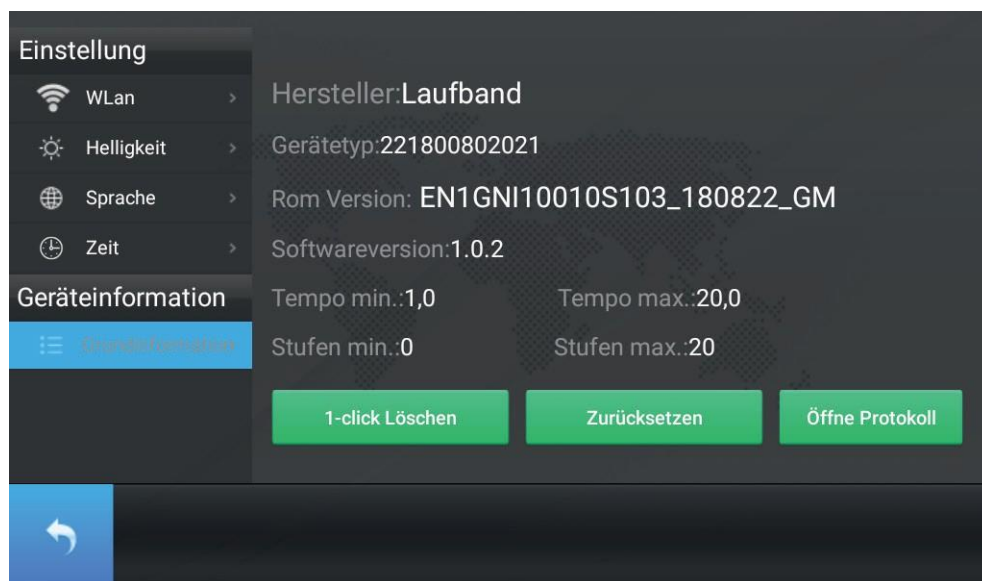 Einstellung
WLan
Helligkeit
Sprache
Zeit
Geräteinformation
Grundinformation
Hersteller:Laufband
Gerätetyp:221800802021
Rom Version: EN1GNI10010S103_180822_GM
Softwareversion:1.0.2
Tempo min.:1,0 Tempo max.:20,0
Stufen min.:0 Stufen max.:20
1-click Löschen Zurücksetzen Öffne Protokoll